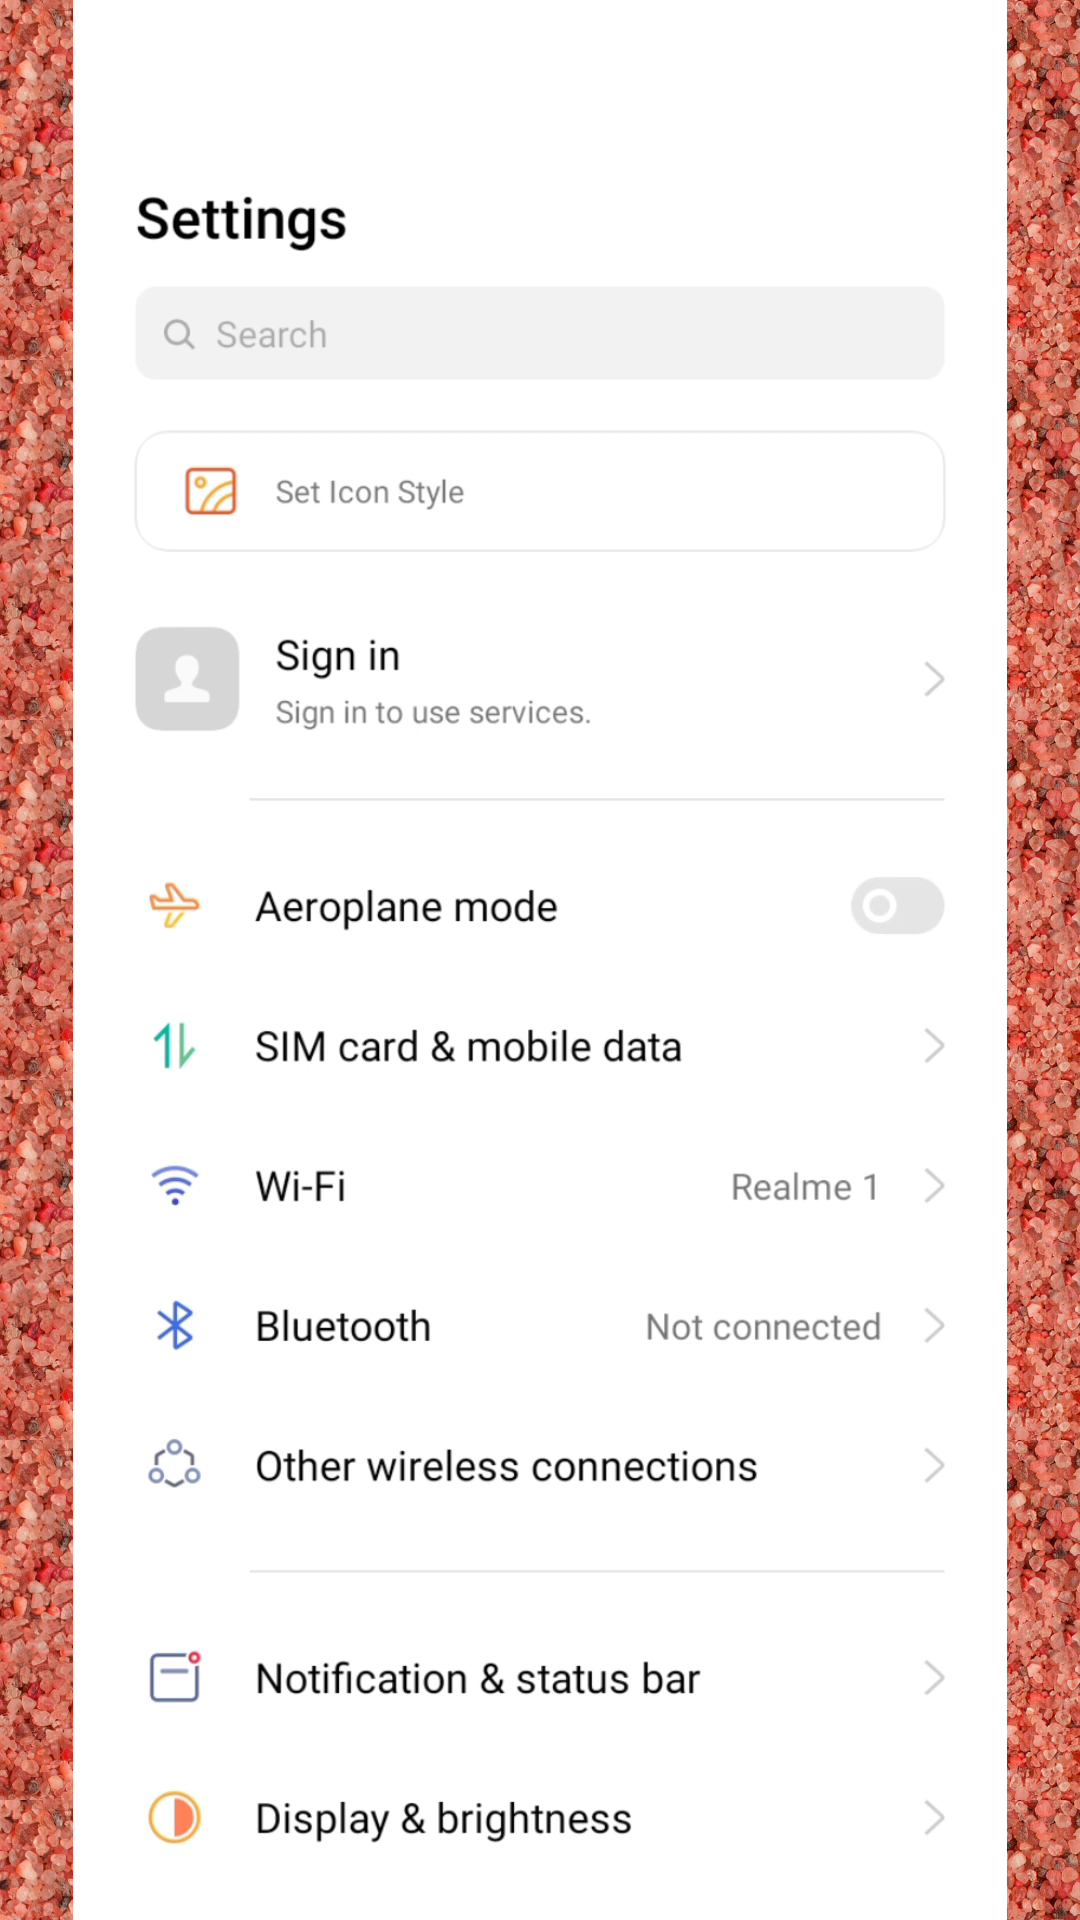 Settings
Search
Set Icon Style
Sign in
Sign in to use services.
Aeroplane mode
SIM card & mobile data
Wi-Fi Realme 1
Bluetooth Not connected
Other wireless connections
Notification & status bar
Display & brightness